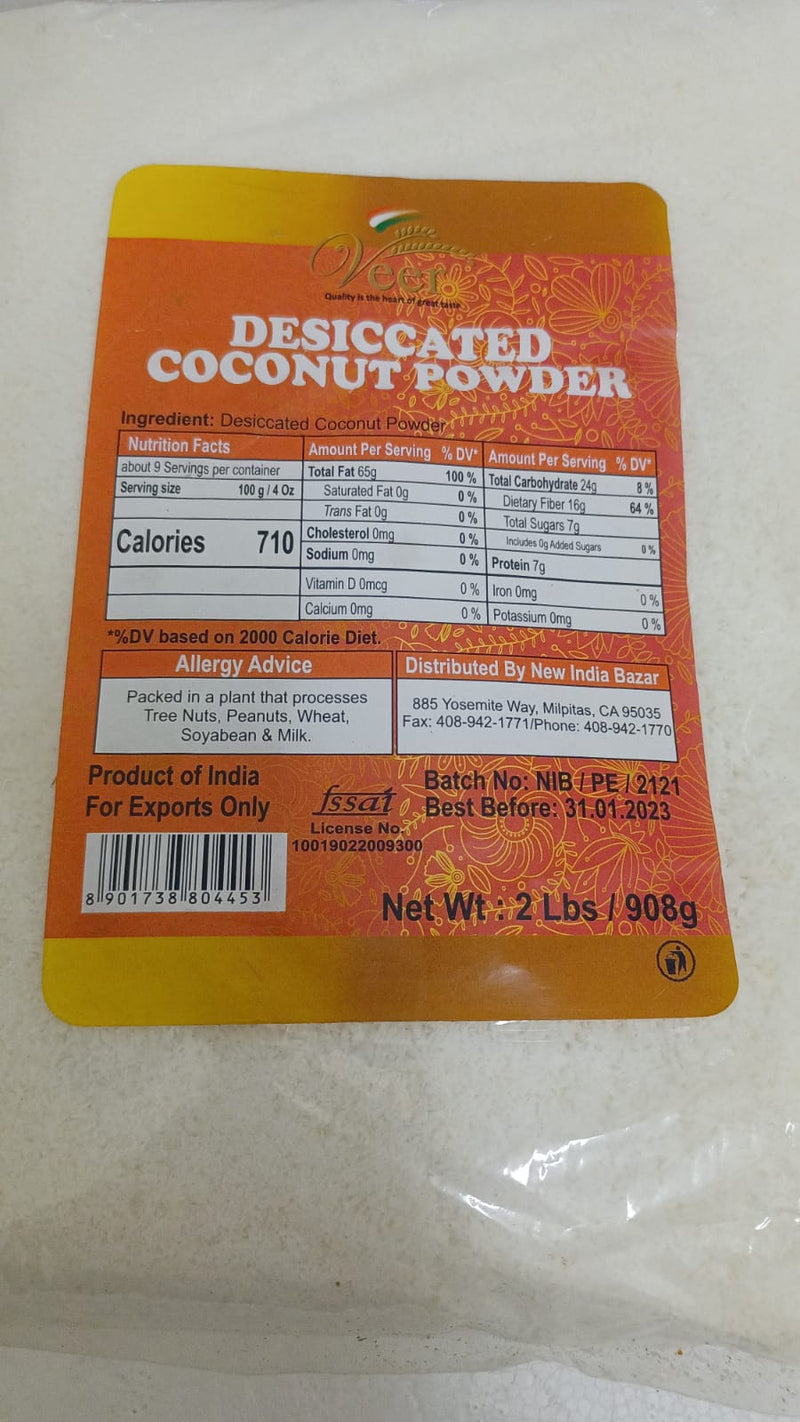 Veer
Quality is the heart of great taste
DESICCATED
COCONUT POWDER
Ingredient: Desiccated Coconut Powder
Nutrition Facts
about 9 Servings per container
Serving size 100 g / 4 Oz
Calories 710
Amount Per Serving % DV*
Total Fat 65g 100 %
Saturated Fat 0g 0 %
Trans Fat 0g 0 %
Cholesterol 0mg 0 %
Sodium 0mg 0 %
Vitamin D 0mcg 0 %
Calcium 0mg 0 %
Amount Per Serving % DV*
Total Carbohydrate 24g 8 %
Dietary Fiber 16g 64 %
Total Sugars 7g
Includes 0g Added Sugars 0 %
Protein 7g
Iron 0mg 0 %
Potassium 0mg 0 %
*%DV based on 2000 Calorie Diet.
Allergy Advice
Packed in a plant that processes
Tree Nuts, Peanuts, Wheat,
Soyabean & Milk.
Distributed By New India Bazar
885 Yosemite Way, Milpitas, CA 95035
Fax: 408-942-1771/Phone: 408-942-1770
Product of India
For Exports Only
fssai
License No.:
10019022009300
Batch No: NIB / PE / 2121
Best Before: 31.01.2023
8 901738 804453
Net Wt : 2 Lbs / 908g